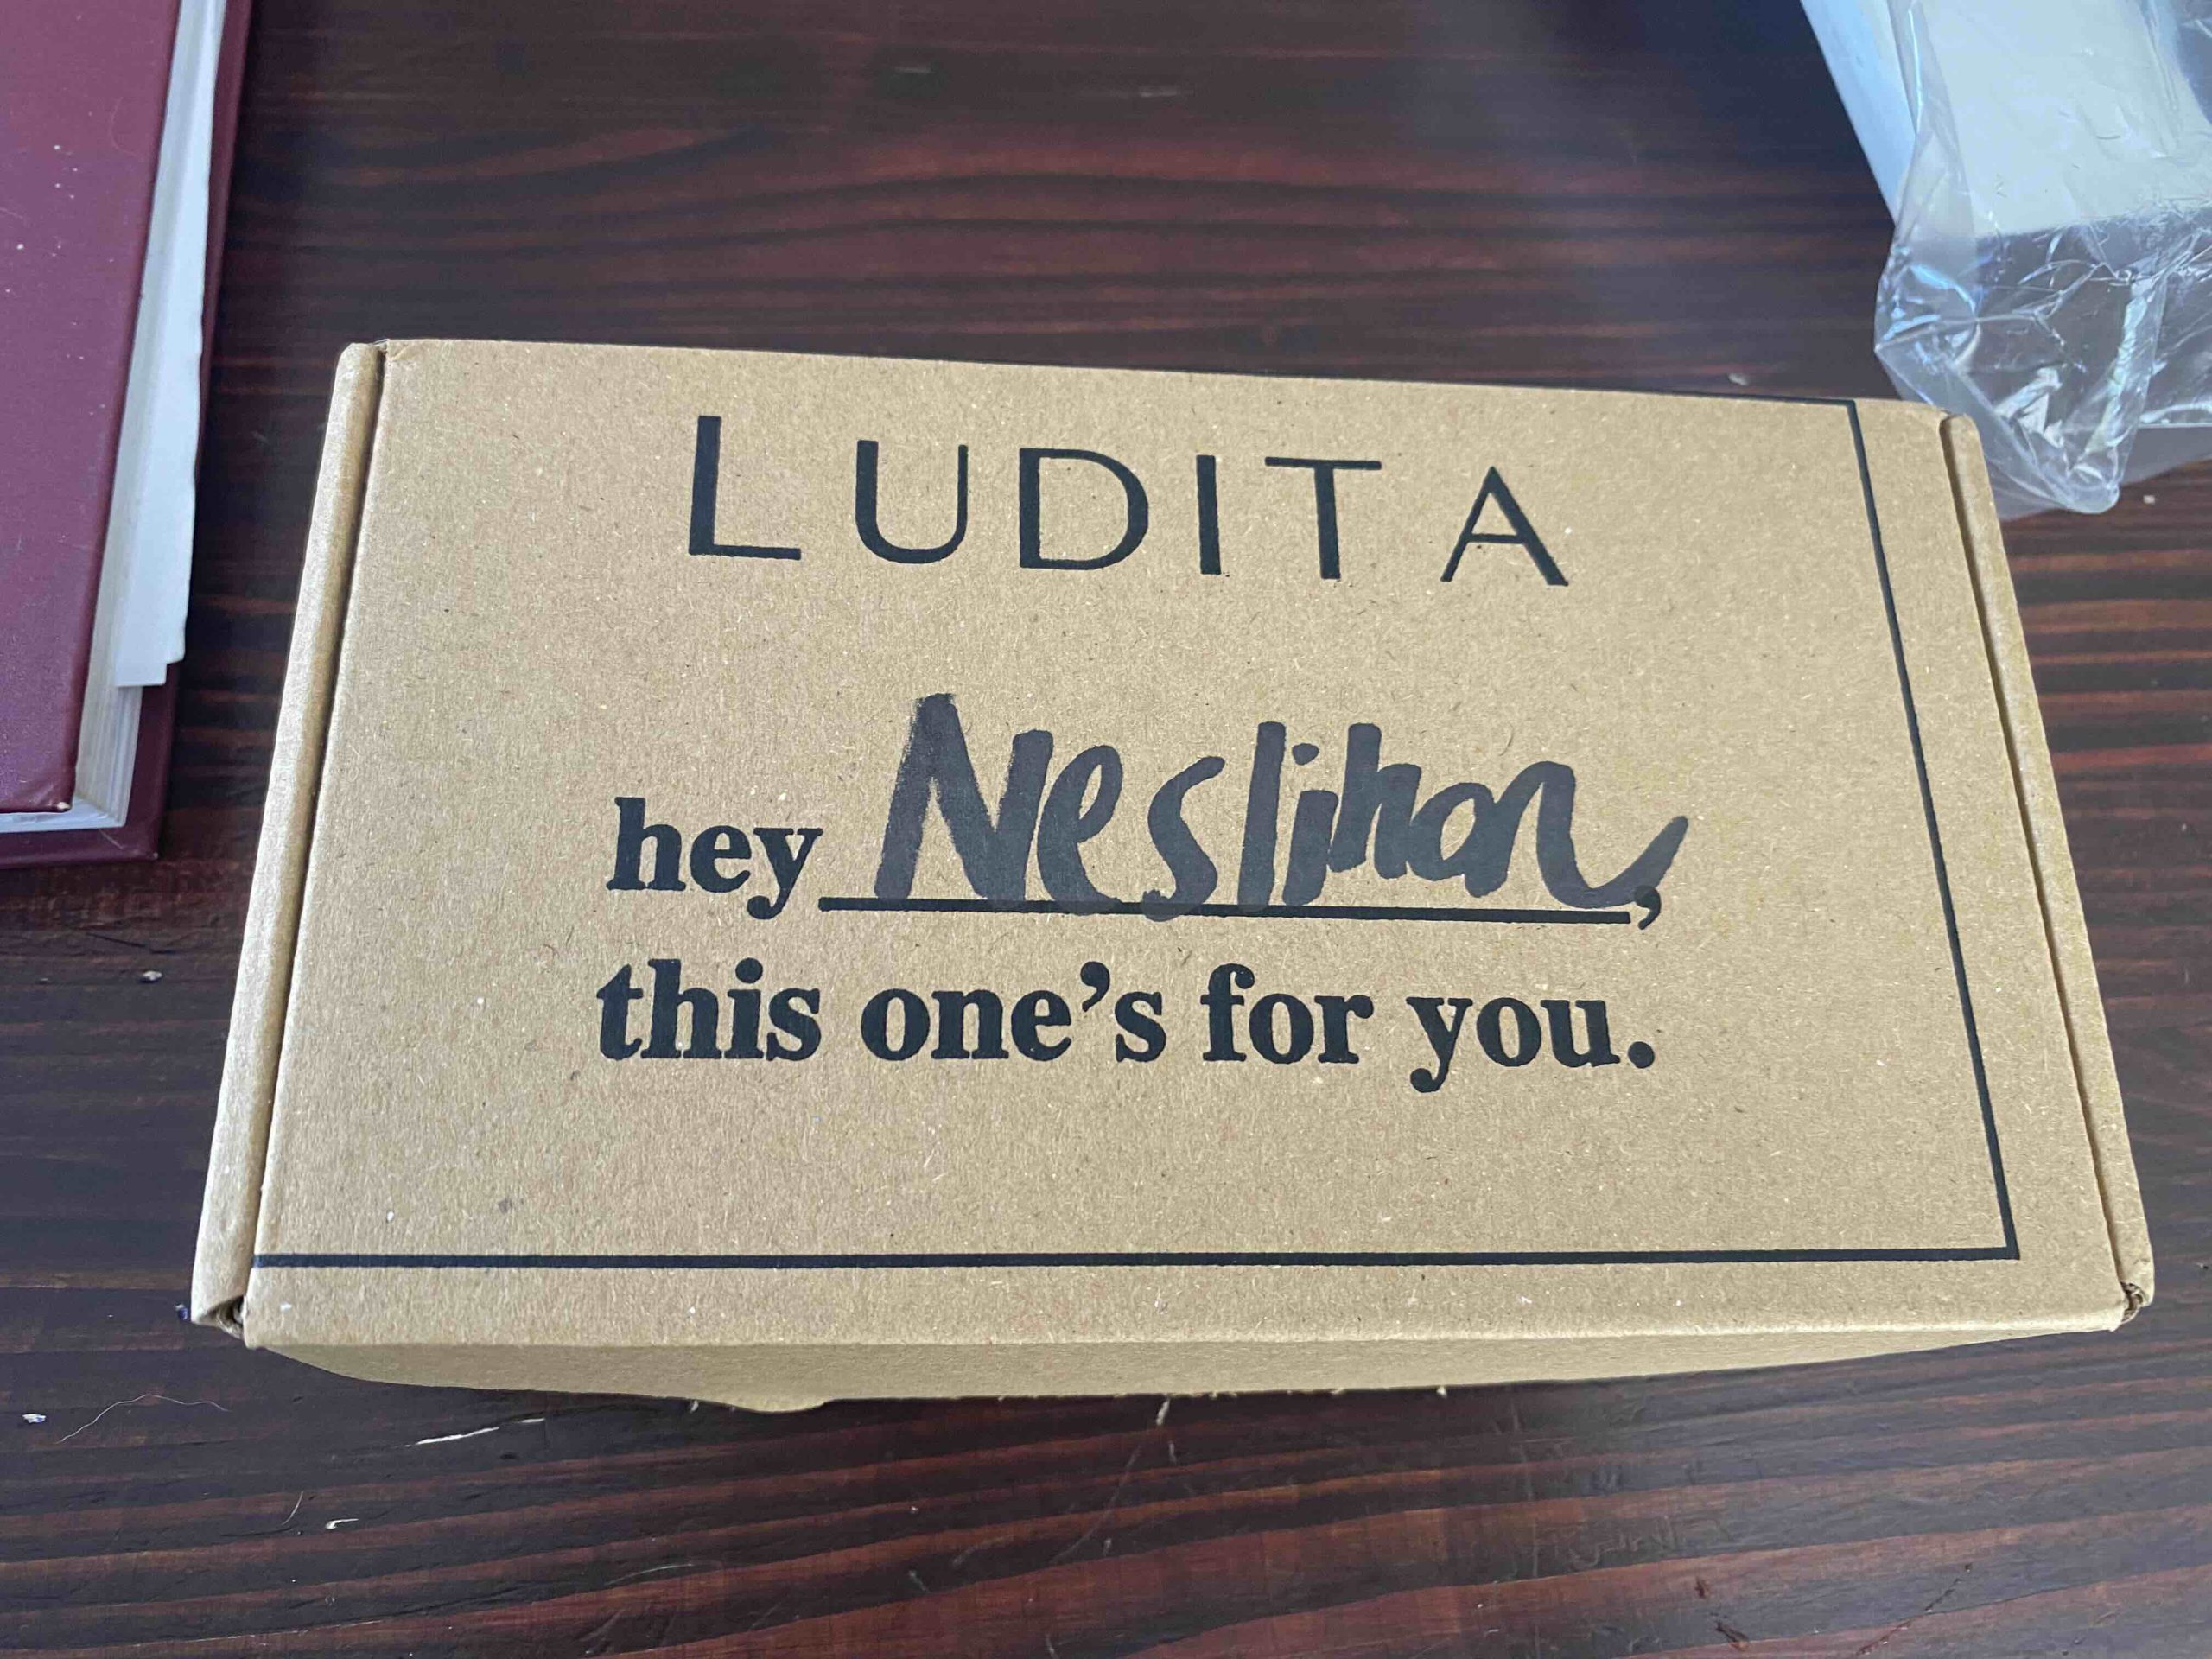 LUDITA
hey Neslihan,
this one's for you.